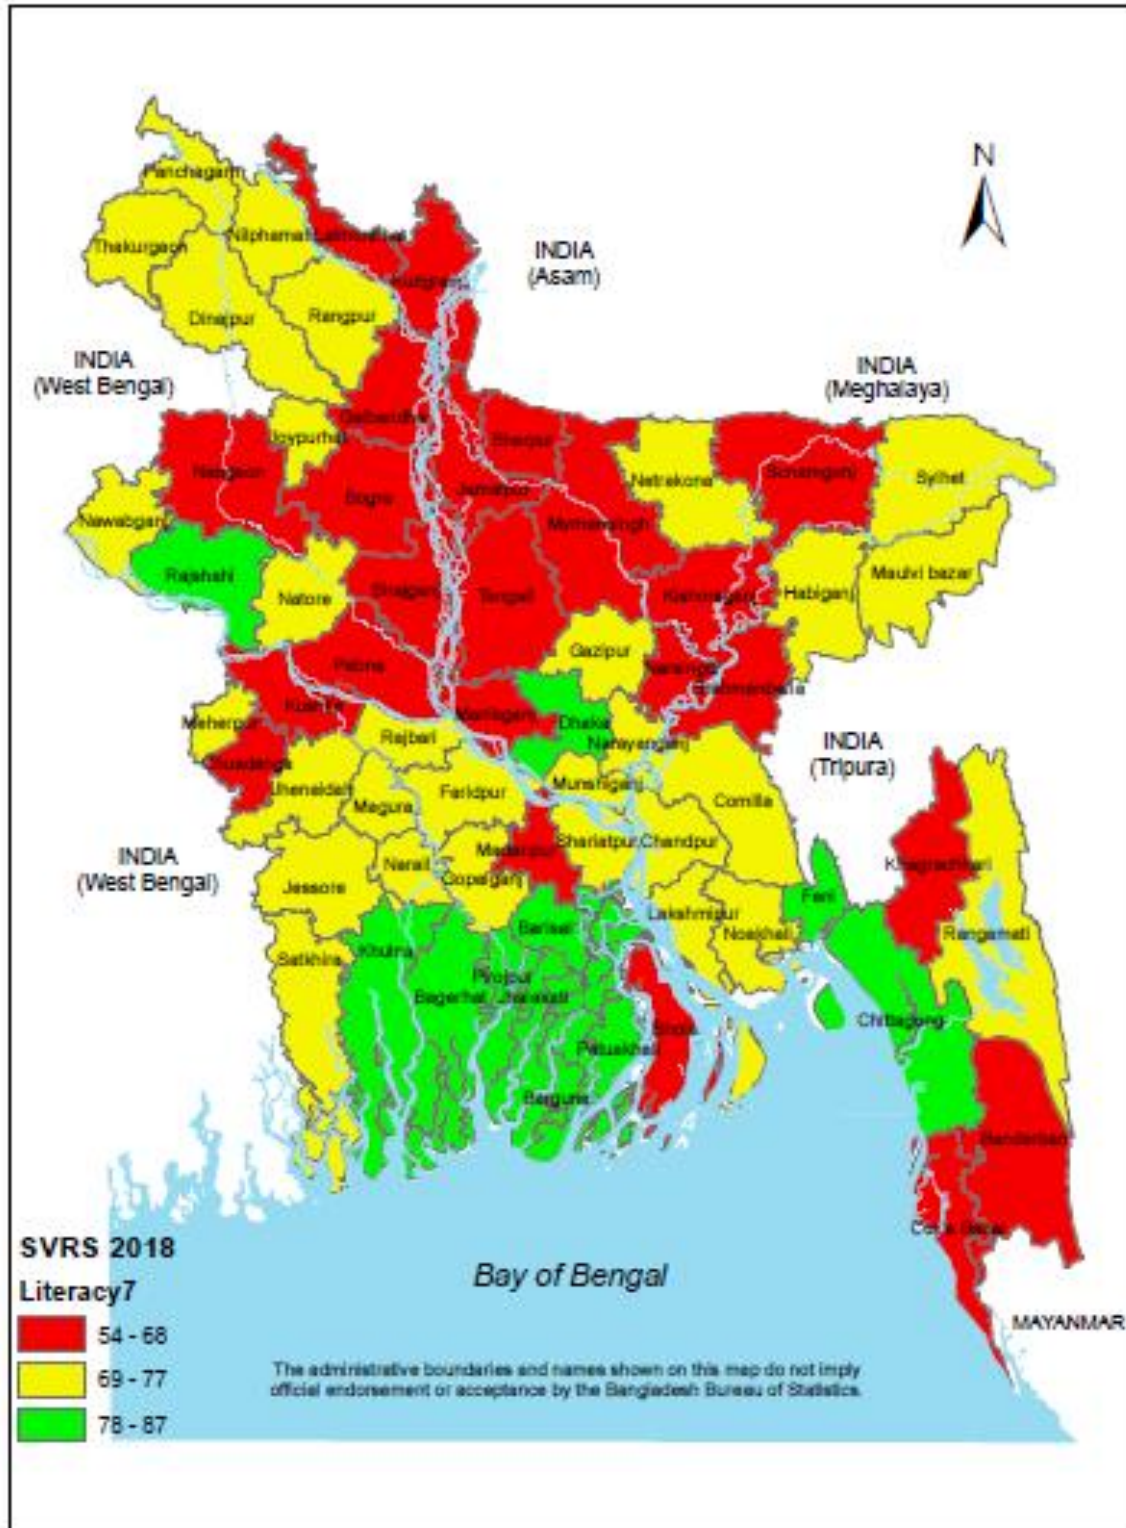 Panchagarh
N
Thakurgaon
Nilphamari
Lalmonirhat
Kurigram
INDIA
(Asam)
Dinajpur
Rangpur
INDIA
(West Bengal)
INDIA
(Meghalaya)
Gaibandha
Joypurhat
Sherpur
Naogaon
Bogra
Jamalpur
Netrakona
Sunamganj
Sylhet
Nawabganj
Mymensingh
Rajshahi
Natore
Sirajganj
Tangail
Kishoreganj
Habiganj
Maulvi bazar
Gazipur
Pabna
Narsingdi
Brahmanbaria
Kushtia
Meherpur
Manikganj
Dhaka
Narayanganj
Rajbari
INDIA
(Tripura)
Chuadanga
Jhenaidah
Magura
Faridpur
Munshiganj
Comilla
INDIA
(West Bengal)
Madaripur
Shariatpur
Chandpur
Khagrachhari
Jessore
Narail
Gopalganj
Feni
Lakshmipur
Noakhali
Rangamati
Satkhira
Khulna
Barisal
Pirojpur
Bagerhat
Jhalakati
Chittagong
Bhola
Patuakhali
Barguna
Bandarban
Cox's Bazar
SVRS 2018
Literacy7
54 - 68
69 - 77
78 - 87
Bay of Bengal
MAYANMAR
The administrative boundaries and names shown on this map do not imply
official endorsement or acceptance by the Bangladesh Bureau of Statistics.